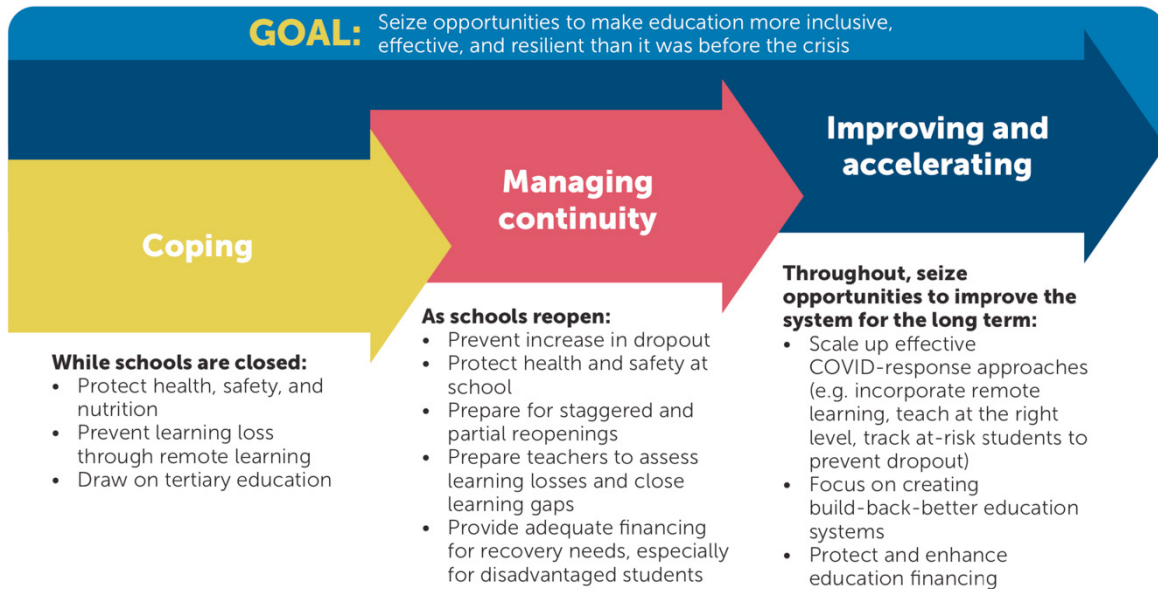 GOAL: Seize opportunities to make education more inclusive,
effective, and resilient than it was before the crisis
Coping
While schools are closed:
• Protect health, safety, and
nutrition
• Prevent learning loss
through remote learning
• Draw on tertiary education
Managing
continuity
As schools reopen:
• Prevent increase in dropout
• Protect health and safety at
school
• Prepare for staggered and
partial reopenings
• Prepare teachers to assess
learning losses and close
learning gaps
• Provide adequate financing
for recovery needs, especially
for disadvantaged students
Improving and
accelerating
Throughout, seize
opportunities to improve the
system for the long term:
• Scale up effective
COVID-response approaches
(e.g. incorporate remote
learning, teach at the right
level, track at-risk students to
prevent dropout)
• Focus on creating
build-back-better education
systems
• Protect and enhance
education financing